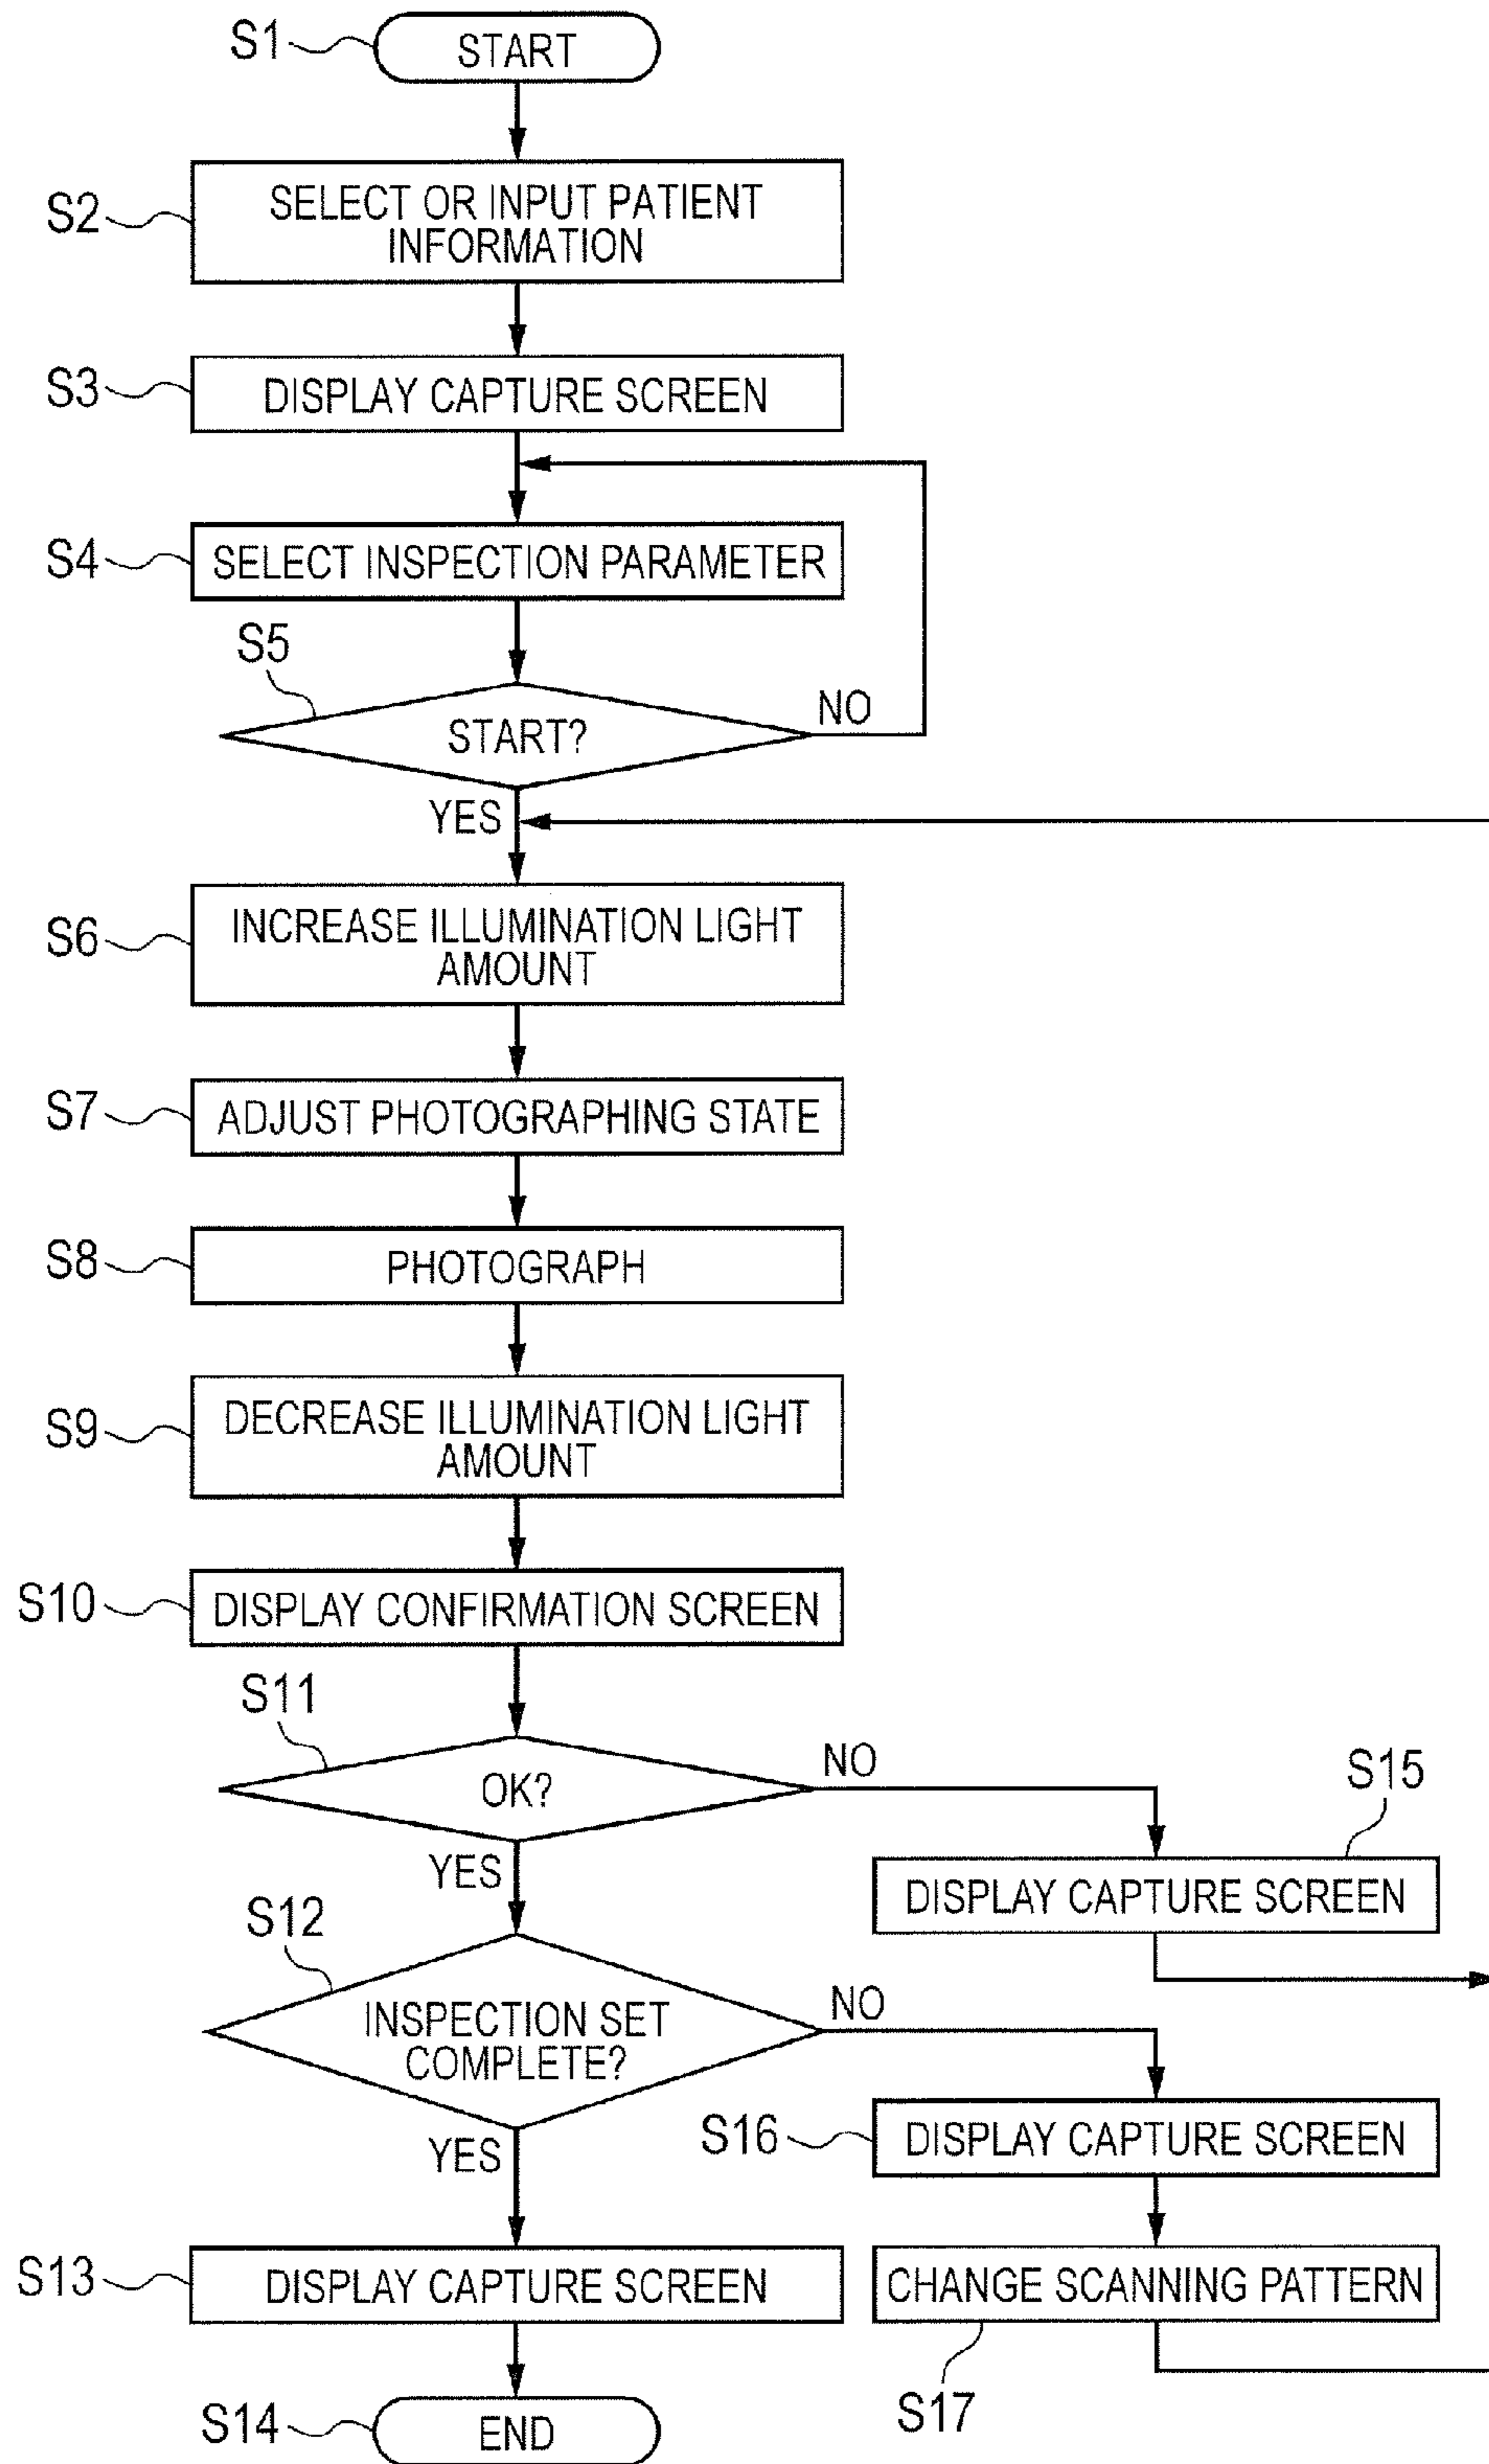 S1
START
S2
SELECT OR INPUT PATIENT
INFORMATION
S3
DISPLAY CAPTURE SCREEN
S4
SELECT INSPECTION PARAMETER
S5
START?
NO
YES
S6
INCREASE ILLUMINATION LIGHT
AMOUNT
S7
ADJUST PHOTOGRAPHING STATE
S8
PHOTOGRAPH
S9
DECREASE ILLUMINATION LIGHT
AMOUNT
S10
DISPLAY CONFIRMATION SCREEN
S11
OK?
NO
YES
S15
DISPLAY CAPTURE SCREEN
S12
INSPECTION SET
COMPLETE?
NO
YES
S16
DISPLAY CAPTURE SCREEN
S13
DISPLAY CAPTURE SCREEN
CHANGE SCANNING PATTERN
S17
S14
END